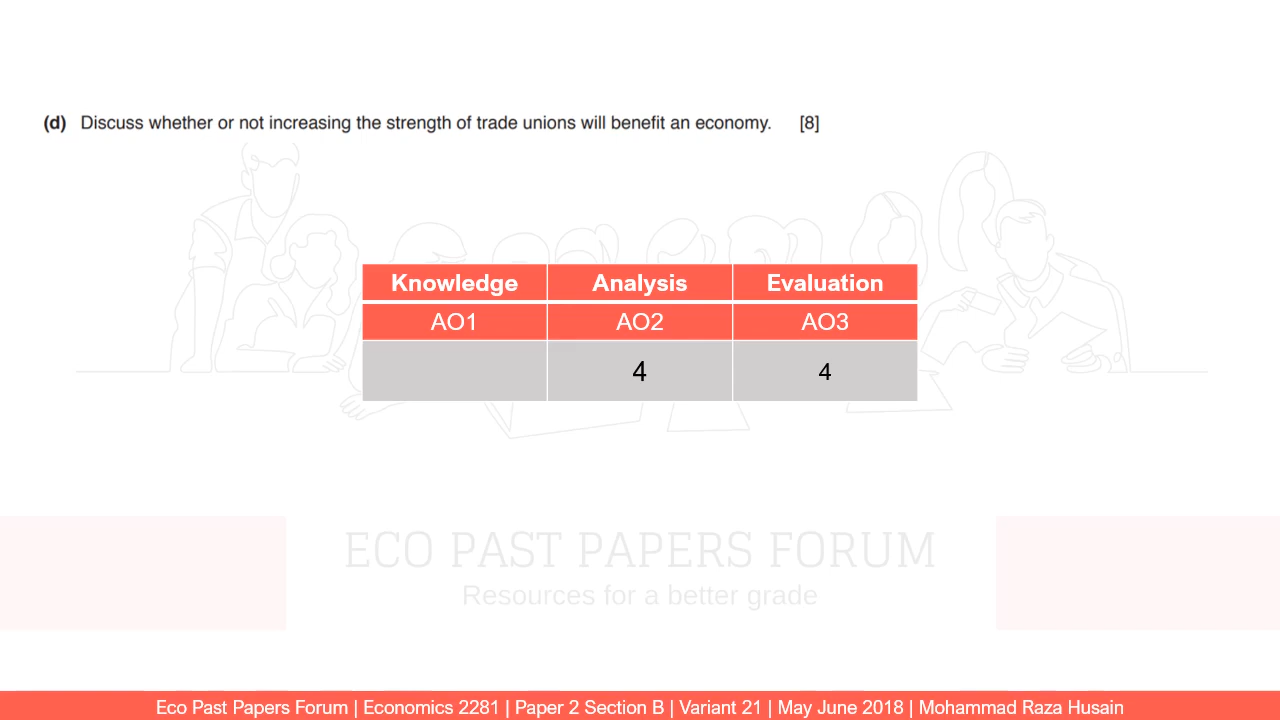 (d) Discuss whether or not increasing the strength of trade unions will benefit an economy. [8]
Knowledge Analysis Evaluation
AO1 AO2 AO3
4 4
ECO PAST PAPERS FORUM
Resources for a better grade
Eco Past Papers Forum | Economics 2281 | Paper 2 Section B | Variant 21 | May June 2018 | Mohammad Raza Husain